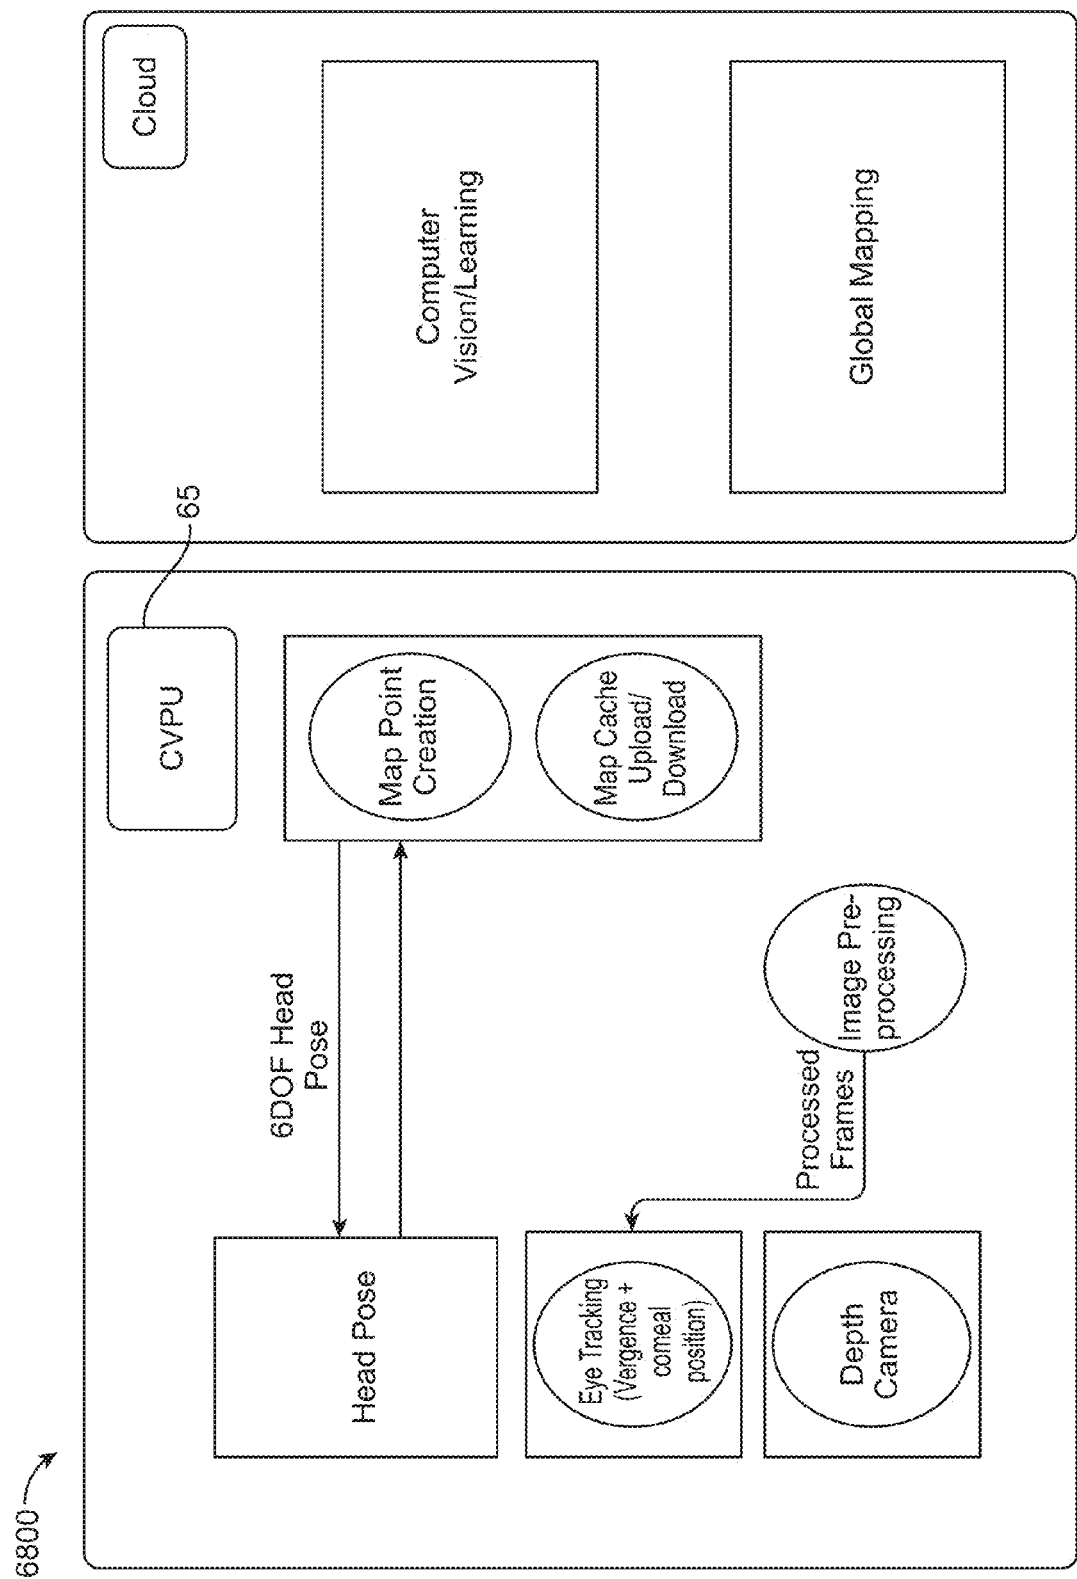 6800
CVPU
65
Cloud
Head Pose
6DOF Head
Pose
Map Point
Creation
Map Cache
Upload/
Download
Eye Tracking
(Vergence +
corneal
position)
Processed
Frames
Image Pre-
processing
Depth
Camera
Computer
Vision/Learning
Global Mapping